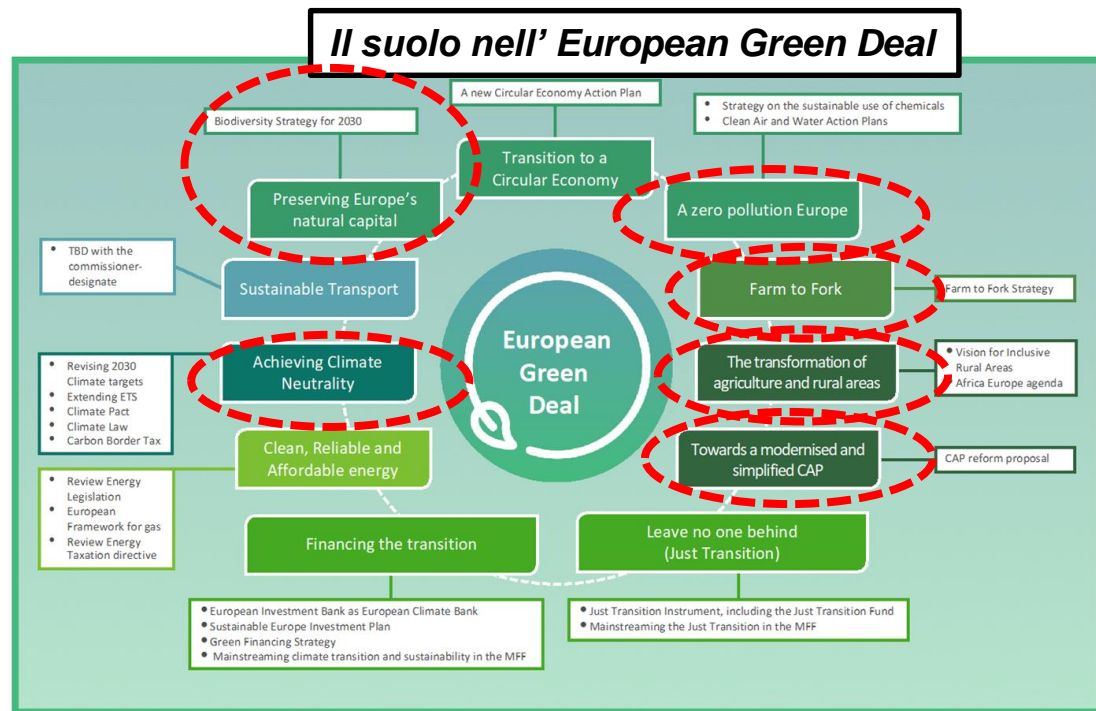 Il suolo nell' European Green Deal
A new Circular Economy Action Plan
Biodiversity Strategy for 2030
• Strategy on the sustainable use of chemicals
• Clean Air and Water Action Plans
Transition to a
Circular Economy
Preserving Europe's
natural capital
A zero pollution Europe
• TBD with the
commissioner-
designate
Sustainable Transport
Farm to Fork
Farm to Fork Strategy
European
Green
Deal
• Revising 2030
Climate targets
• Extending ETS
• Climate Pact
• Climate Law
• Carbon Border Tax
Achieving Climate
Neutrality
The transformation of
agriculture and rural areas
• Vision for Inclusive
Rural Areas
• Africa Europe agenda
Clean, Reliable and
Affordable energy
Towards a modernised and
simplified CAP
CAP reform proposal
• Review Energy
Legislation
• European
Framework for gas
• Review Energy
Taxation directive
Financing the transition
Leave no one behind
(Just Transition)
• European Investment Bank as European Climate Bank
• Sustainable Europe Investment Plan
• Green Financing Strategy
• Mainstreaming climate transition and sustainability in the MFF
• Just Transition Instrument, including the Just Transition Fund
• Mainstreaming the Just Transition in the MFF